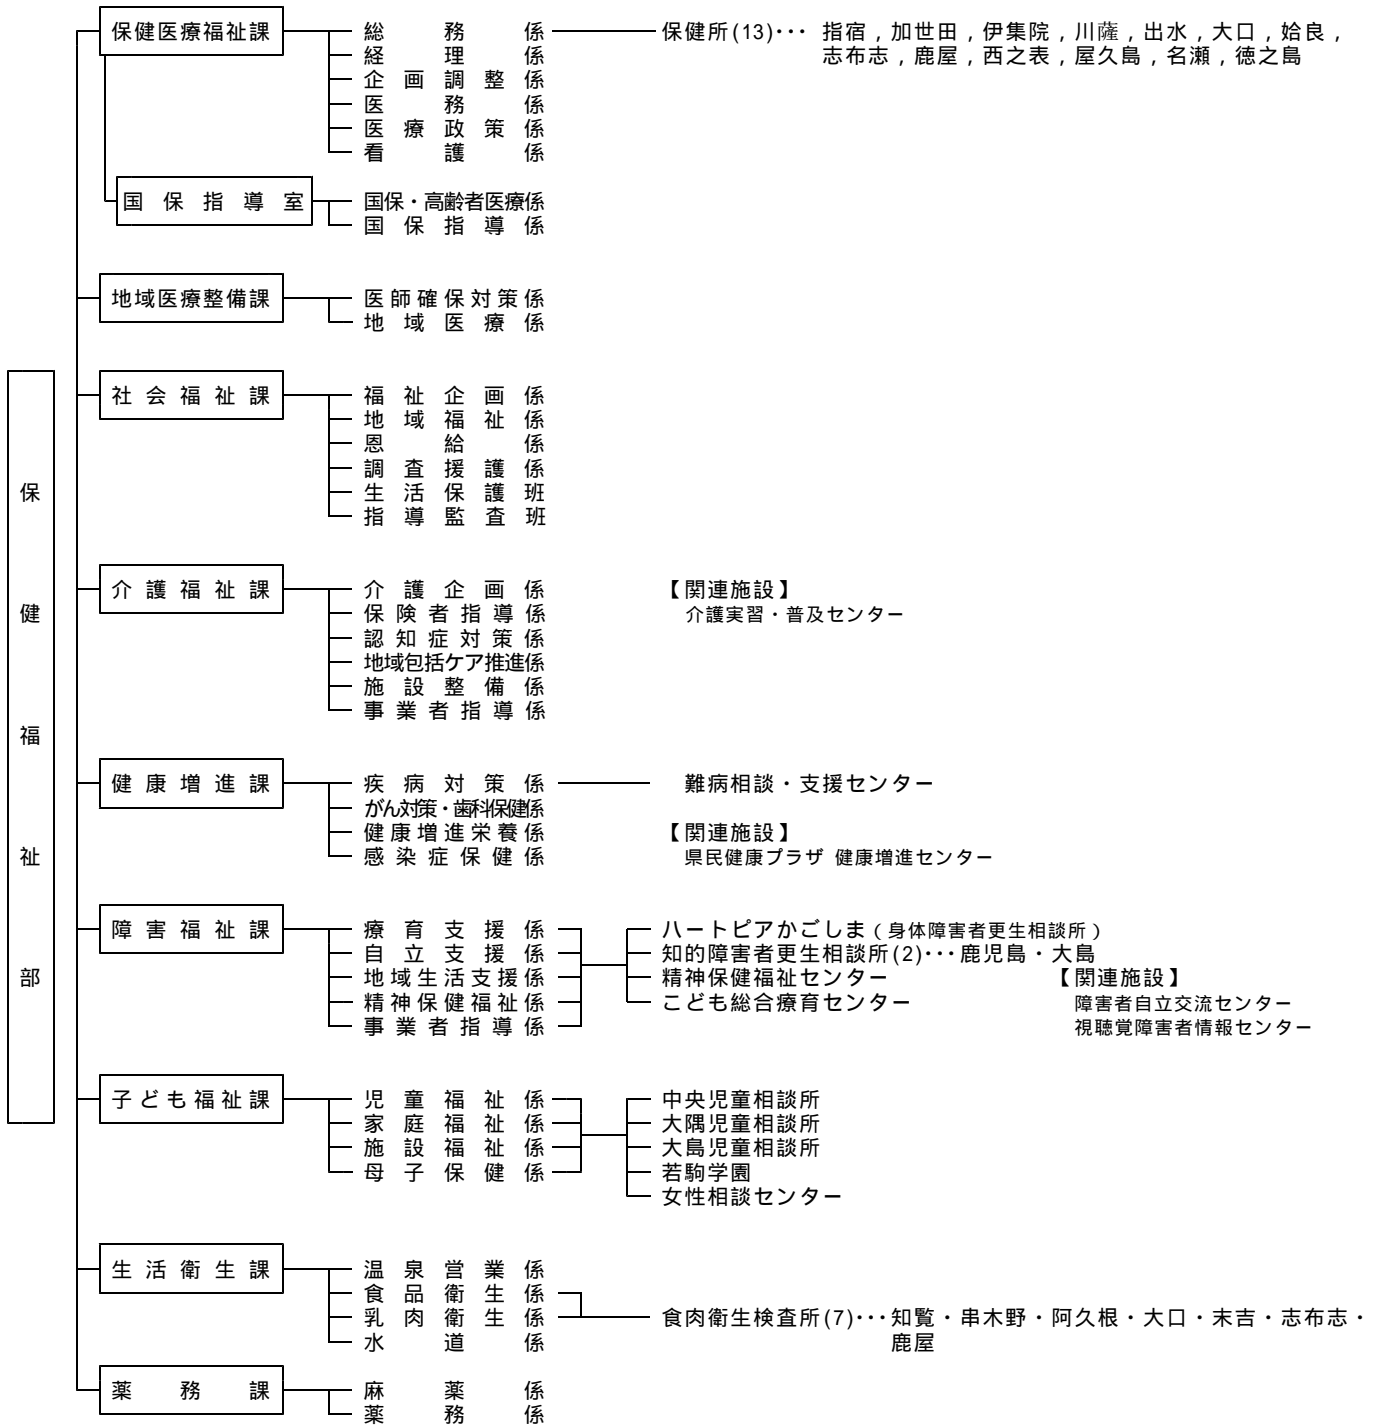 保健福祉部
保健医療福祉課 総務係 保健所(13)･･･ 指宿，加世田，伊集院，川薩，出水，大口，姶良，
経理係 志布志，鹿屋，西之表，屋久島，名瀬，徳之島
企画調整係
医務係
医療政策係
看護係
国保指導室 国保・高齢者医療係
国保指導係
地域医療整備課 医師確保対策係
地域医療係
社会福祉課 福祉企画係
地域福祉係
恩給係
調査援護係
生活保護班
指導監査班
介護福祉課 介護企画係 【関連施設】
保険者指導係 介護実習・普及センター
認知症対策係
地域包括ケア推進係
施設整備係
事業者指導係
健康増進課 疾病対策係 難病相談・支援センター
がん対策・歯科保健係
健康増進栄養係 【関連施設】
感染症保健係 県民健康プラザ 健康増進センター
障害福祉課 療育支援係 ハートピアかごしま（身体障害者更生相談所）
自立支援係 知的障害者更生相談所(2)･･･鹿児島・大島
地域生活支援係 精神保健福祉センター 【関連施設】
精神保健福祉係 こども総合療育センター 障害者自立交流センター
事業者指導係 視聴覚障害者情報センター
子ども福祉課 児童福祉係 中央児童相談所
家庭福祉係 大隅児童相談所
施設福祉係 大島児童相談所
母子保健係 若駒学園
女性相談センター
生活衛生課 温泉営業係
食品衛生係
乳肉衛生係 食肉衛生検査所(7)･･･知覧・串木野・阿久根・大口・末吉・志布志・
水道係 鹿屋
薬務課 麻薬係
薬務係